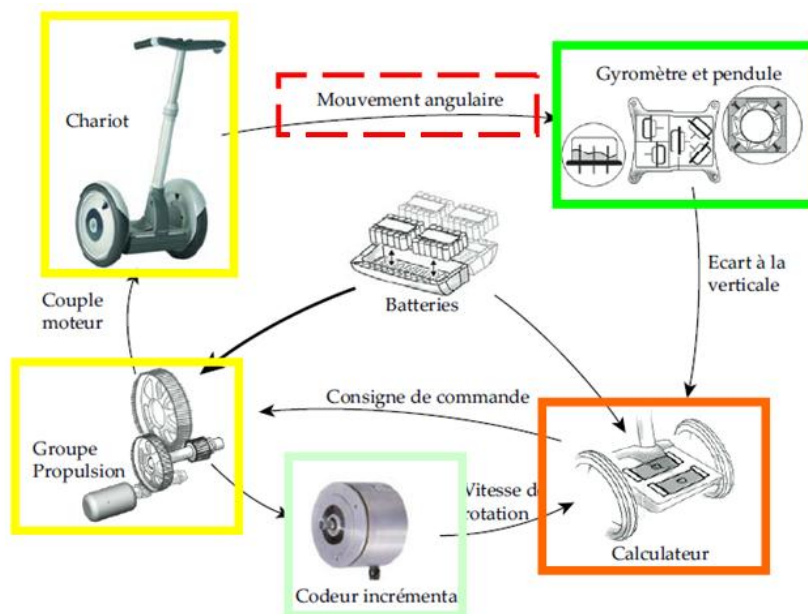 Gyromètre et pendule
Mouvement angulaire
Chariot
Ecart à la
verticale
Couple
moteur
Batteries
Consigne de commande
Groupe
Propulsion
Vitesse d
rotation
Calculateur
Codeur incrémenta